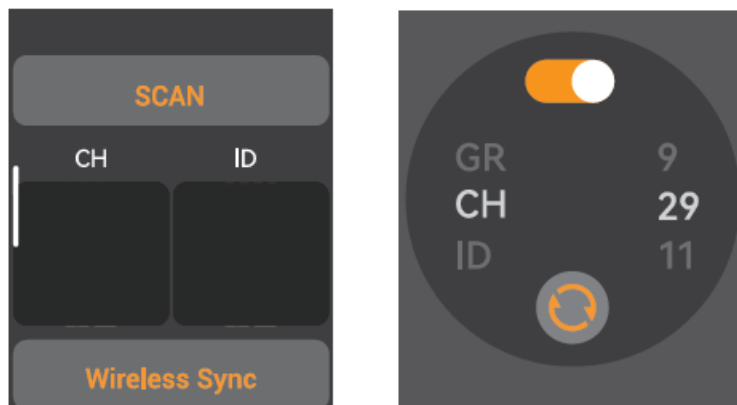 SCAN
CH ID
Wireless Sync
GR 9
CH 29
ID 11